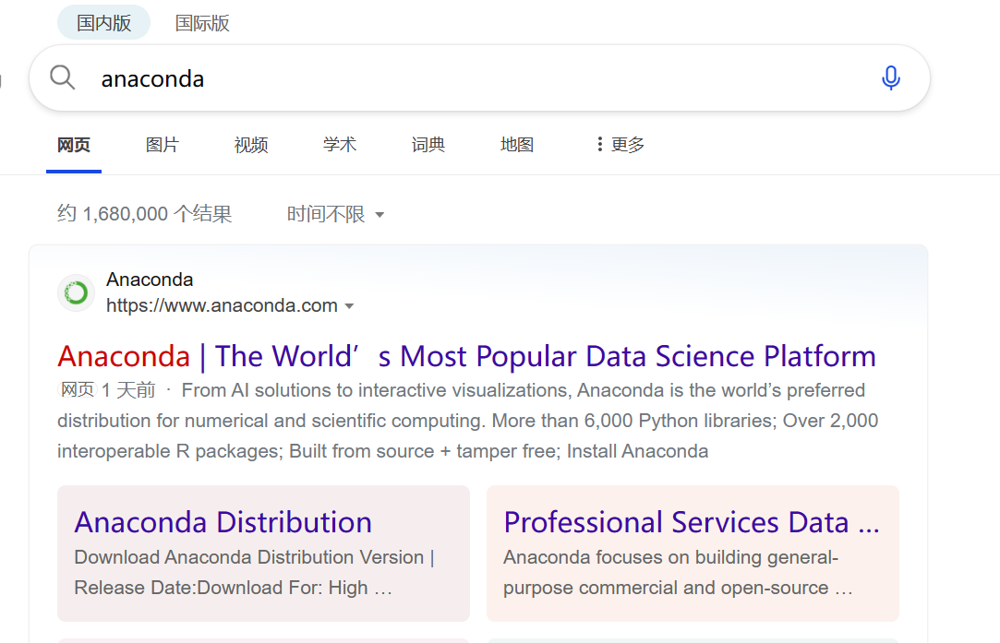 国内版 国际版
anaconda
网页 图片 视频 学术 词典 地图 更多
约 1,680,000 个结果 时间不限
Anaconda
https://www.anaconda.com
Anaconda | The World’s Most Popular Data Science Platform
网页 1 天前 · From AI solutions to interactive visualizations, Anaconda is the world’s preferred
distribution for numerical and scientific computing. More than 6,000 Python libraries; Over 2,000
interoperable R packages; Built from source + tamper free; Install Anaconda
Anaconda Distribution
Download Anaconda Distribution Version |
Release Date:Download For: High …
Professional Services Data ...
Anaconda focuses on building general-
purpose commercial and open-source …